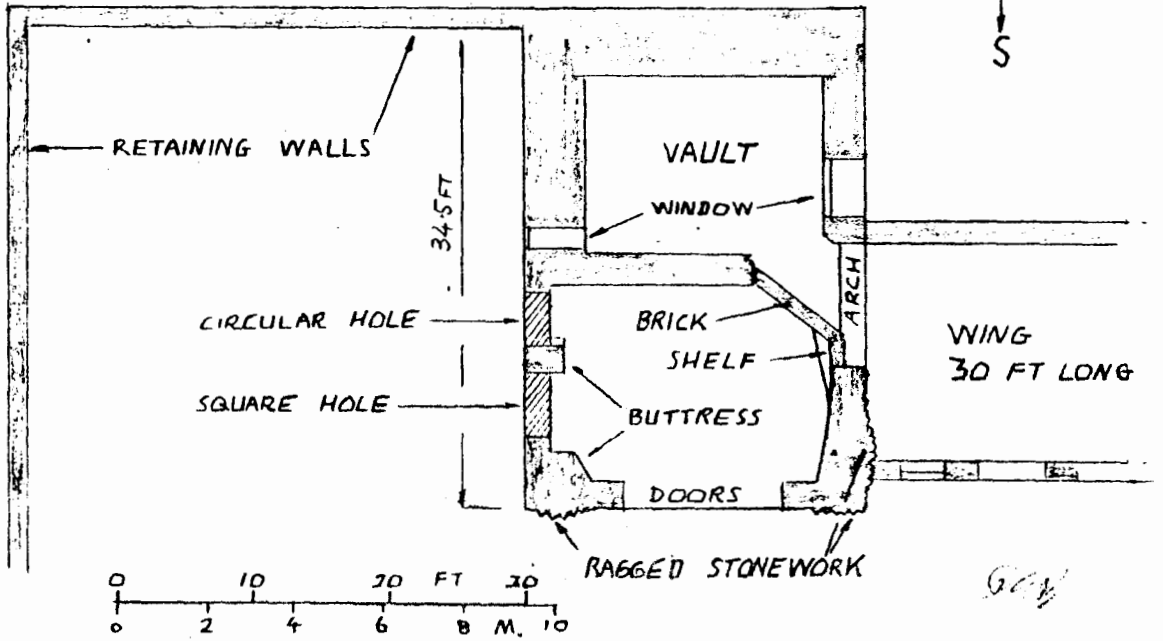 S
RETAINING WALLS
VAULT
WINDOW
34.5 FT
CIRCULAR HOLE
BRICK
ARCH
SHELF
WING
30 FT LONG
SQUARE HOLE
BUTTRESS
DOORS
RAGGED STONEWORK
0 10 20 FT 30
0 2 4 6 8 M. 10